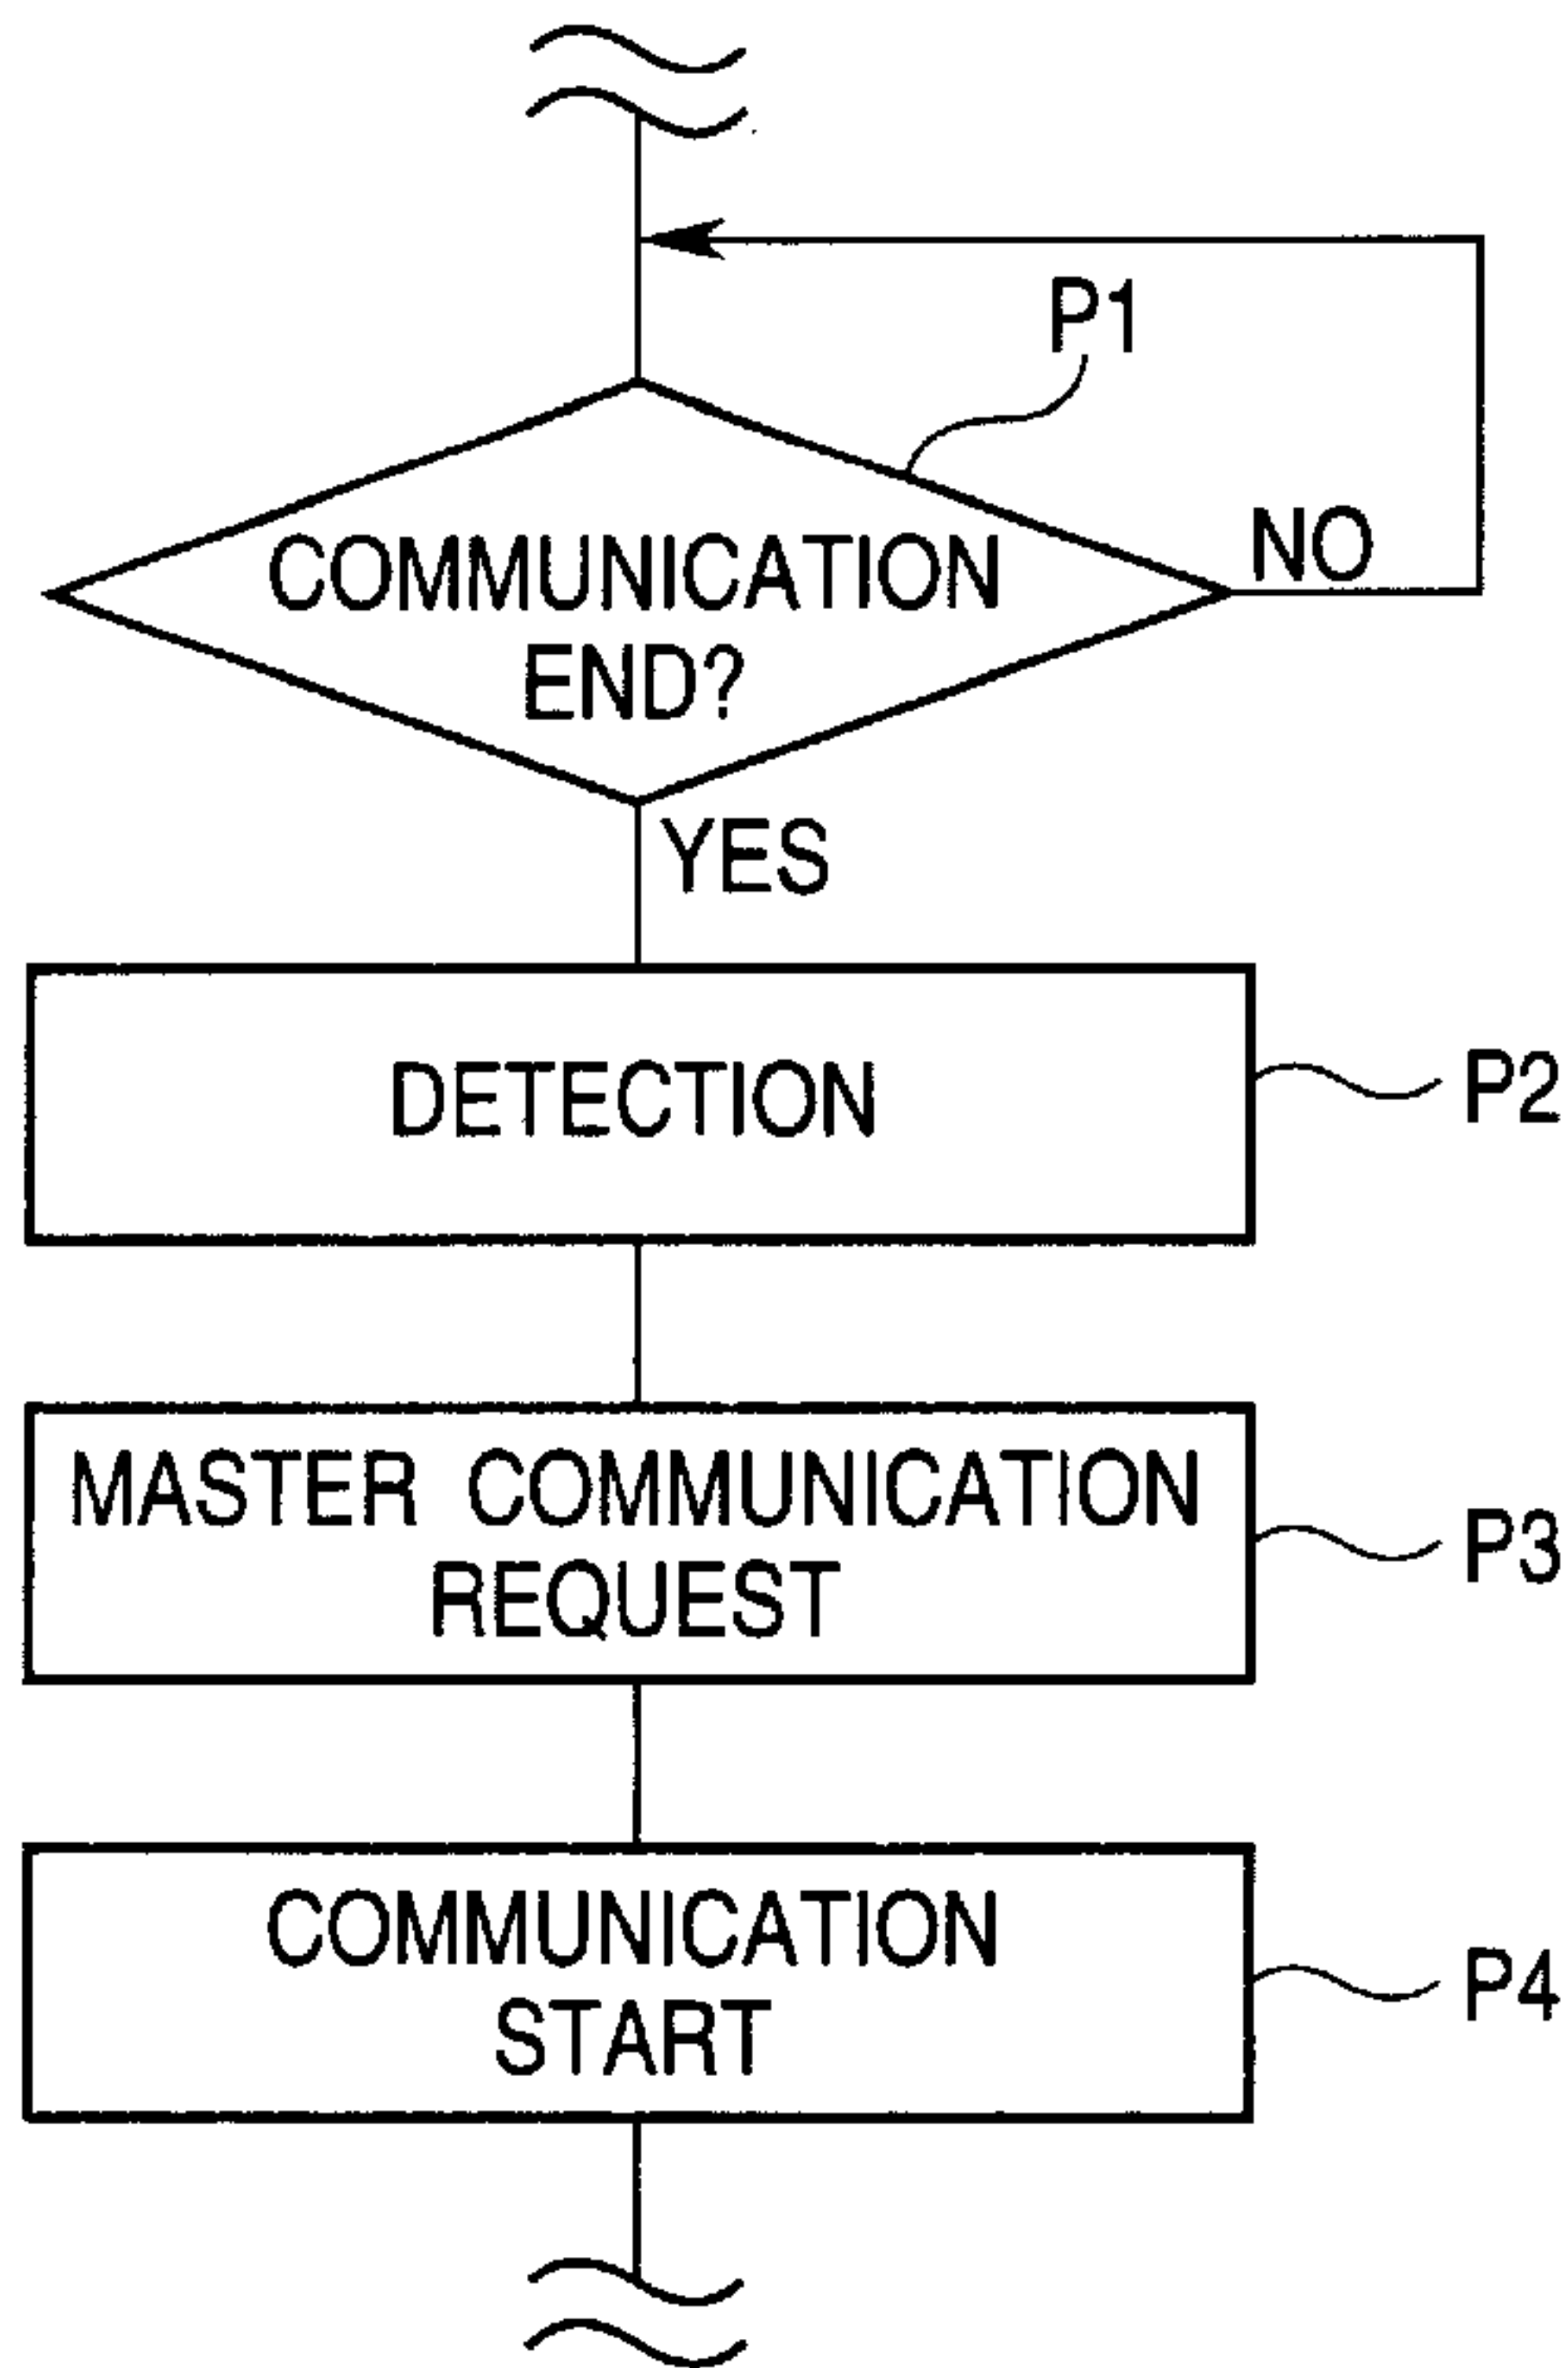 P1
COMMUNICATION
END?
NO
YES
DETECTION
P2
MASTER COMMUNICATION
REQUEST
P3
COMMUNICATION
START
P4